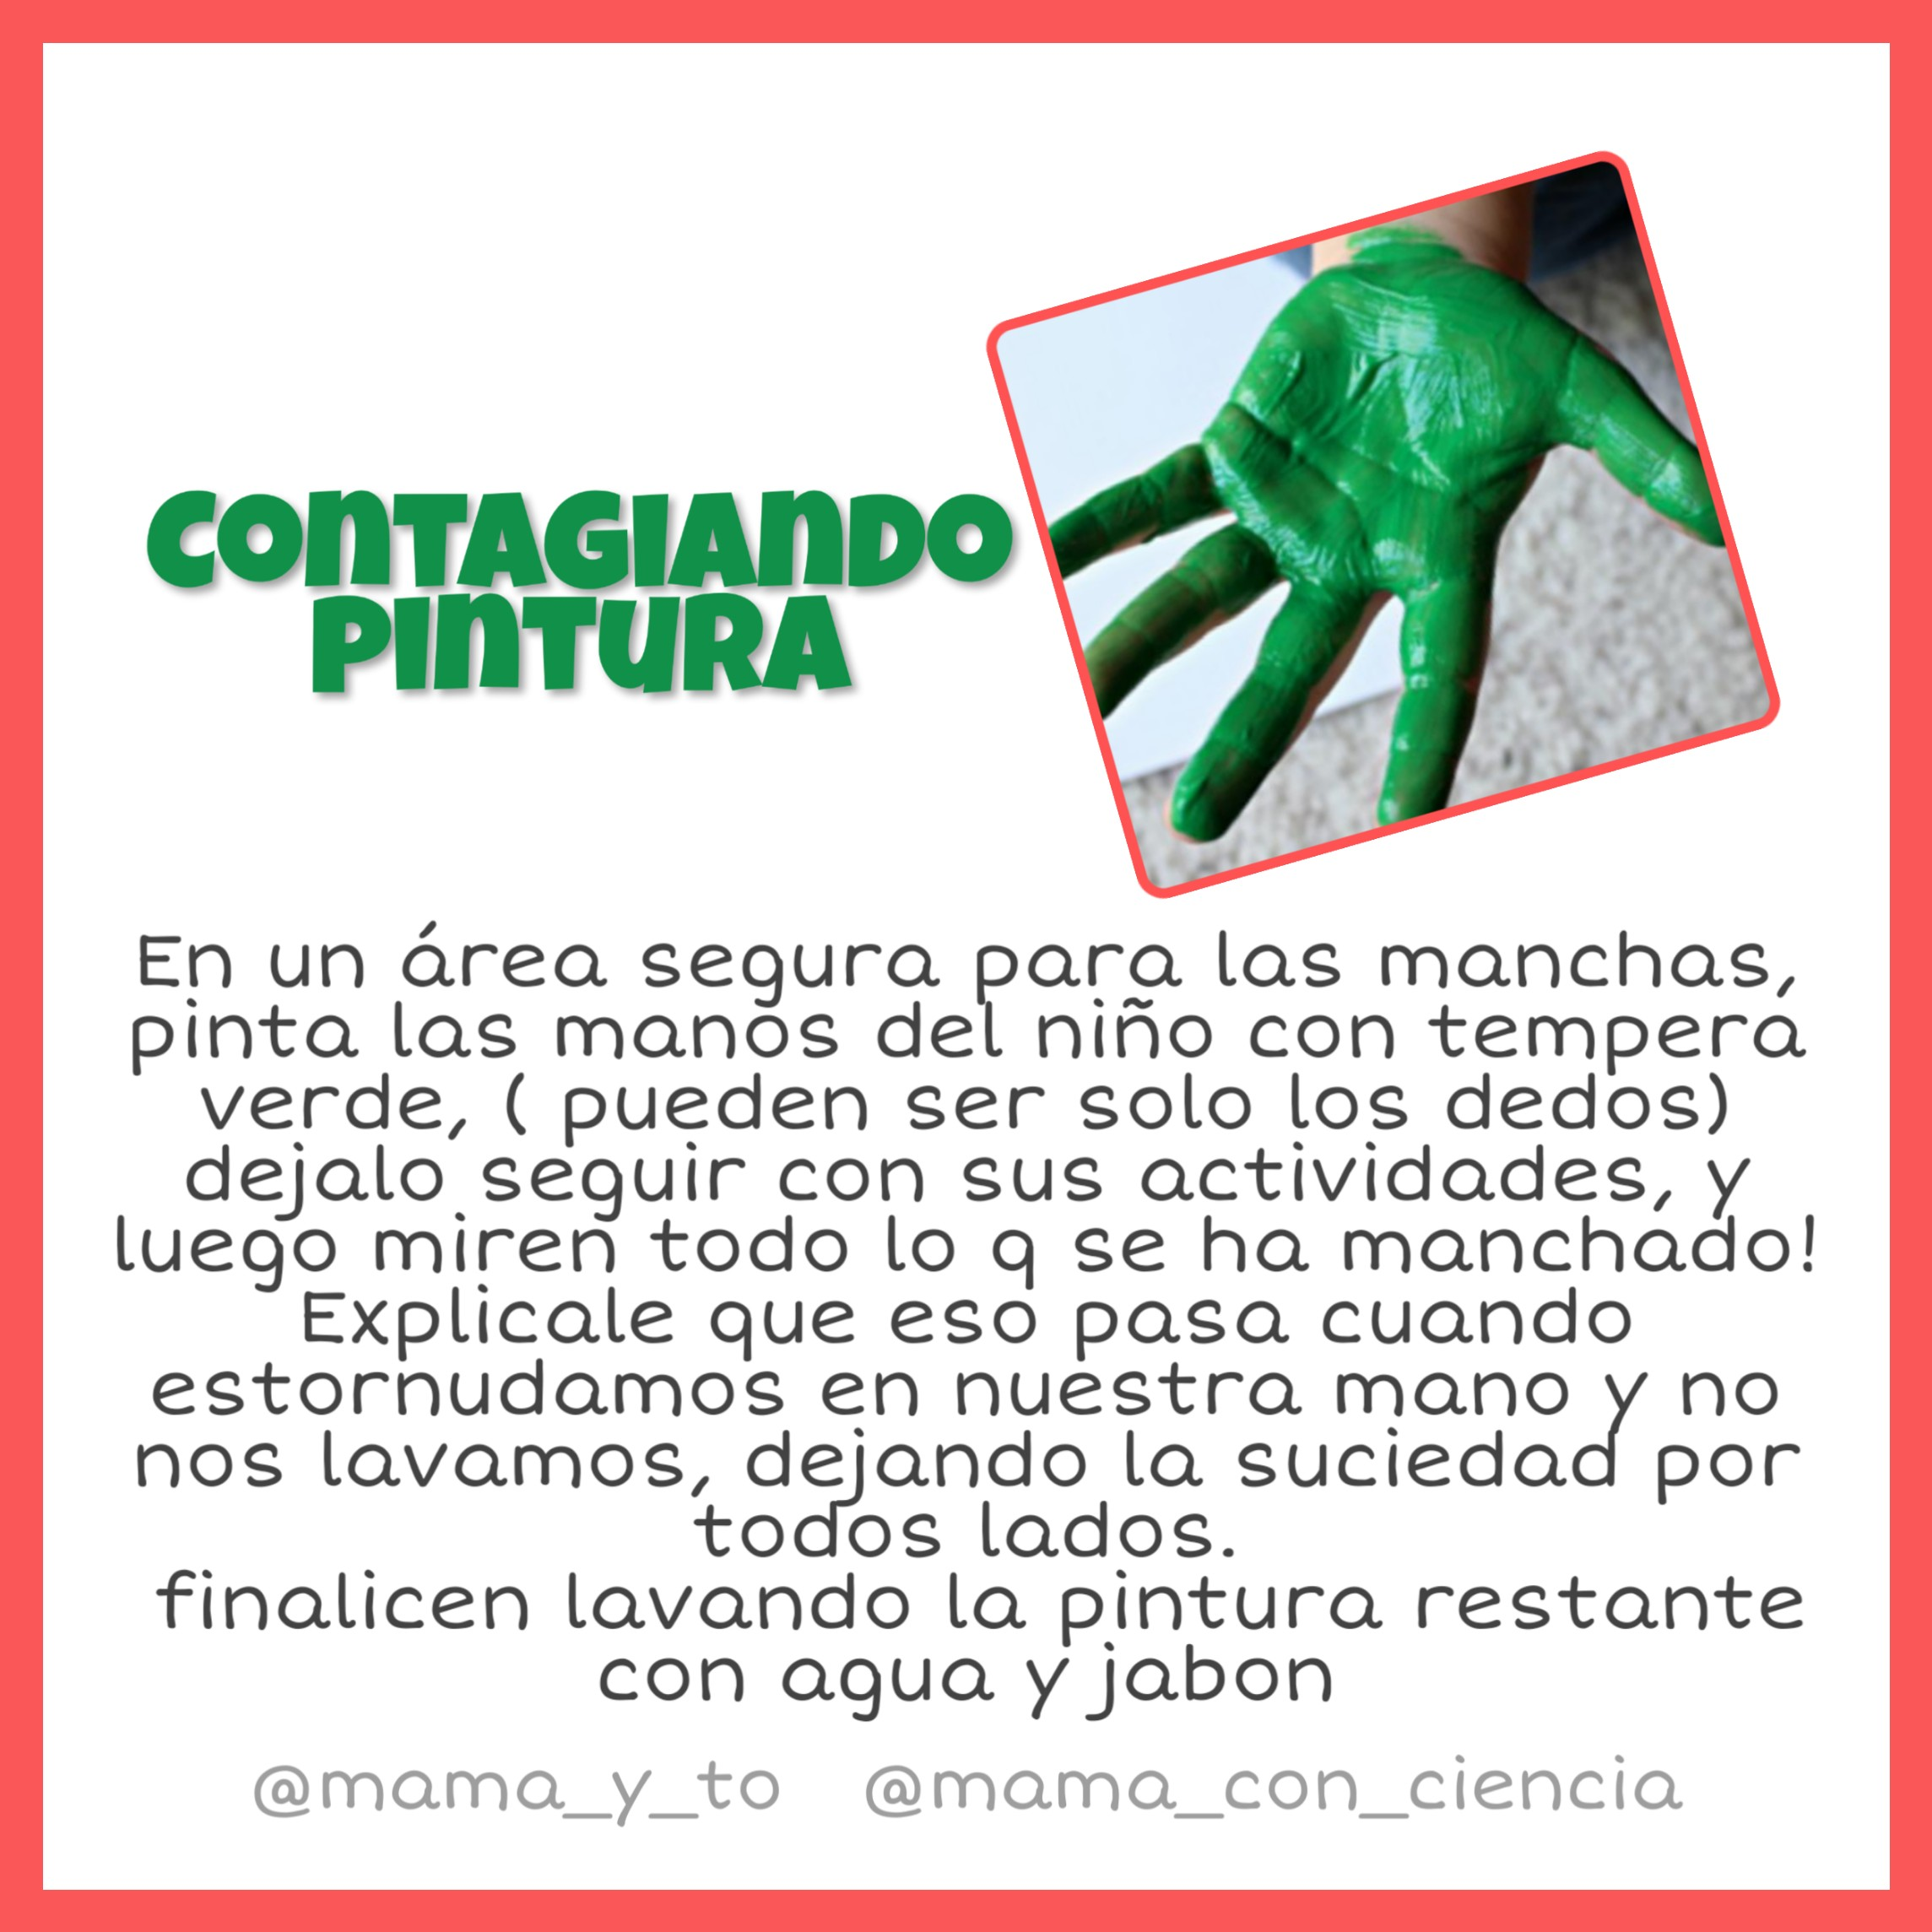 CONTAGIANDO
PINTURA
En un área segura para las manchas,
pinta las manos del niño con tempera
verde, ( pueden ser solo los dedos)
dejalo seguir con sus actividades, y
luego miren todo lo q se ha manchado!
Explicale que eso pasa cuando
estornudamos en nuestra mano y no
nos lavamos, dejando la suciedad por
todos lados.
finalicen lavando la pintura restante
con agua y jabon
@mama_y_to @mama_con_ciencia